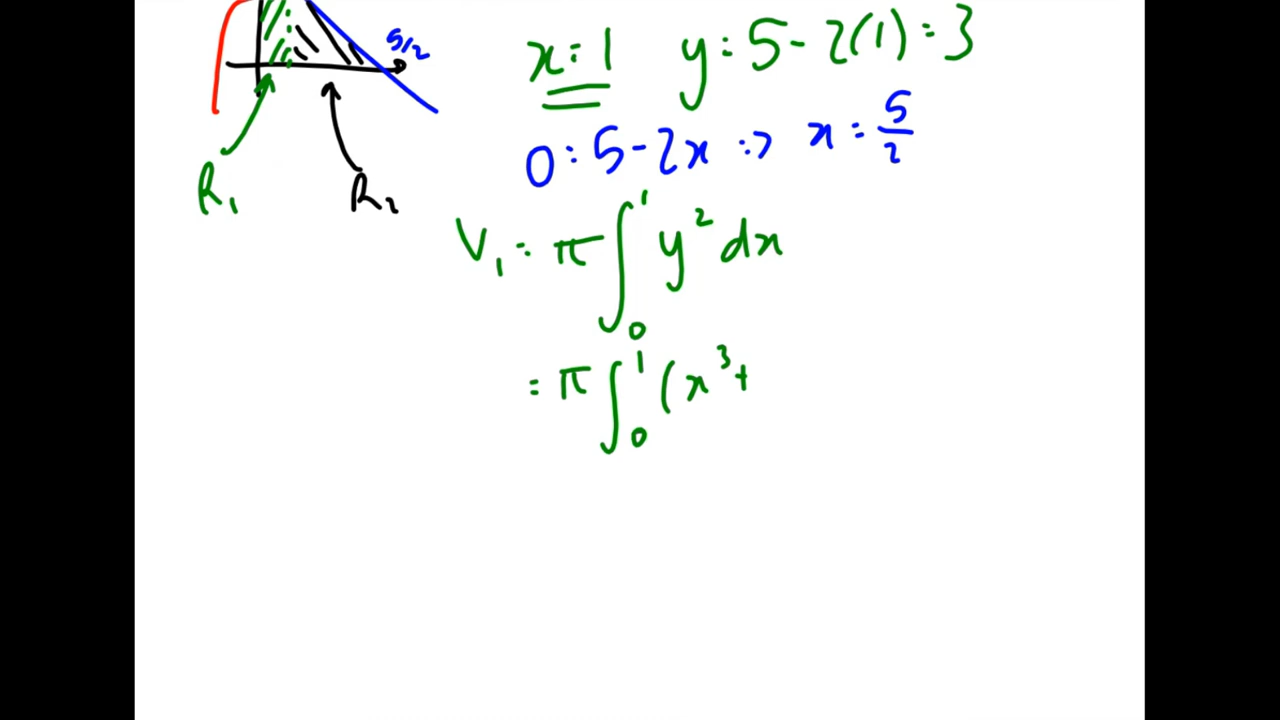 5/2
x = 1 y = 5 - 2(1) = 3
0 = 5 - 2x => x = 5/2
R₁ R₂
V₁ = π ∫₀¹ y² dx
= π ∫₀¹ (x³ +